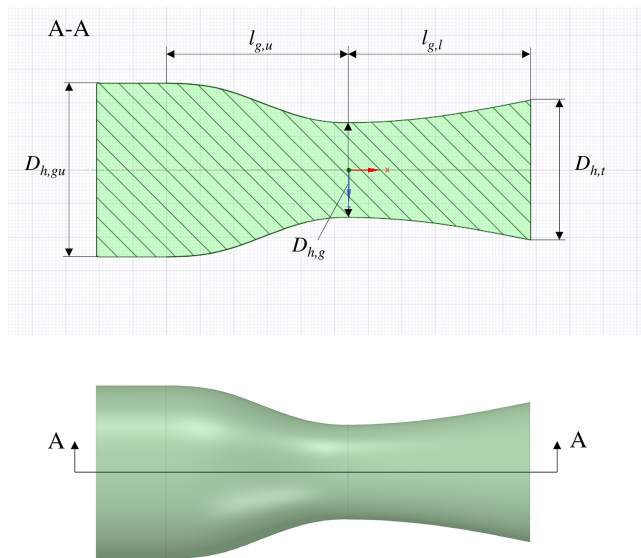 A-A
l_{g,u}
l_{g,l}
D_{h,gu}
D_{h,t}
x
D_{h,g}
A
A